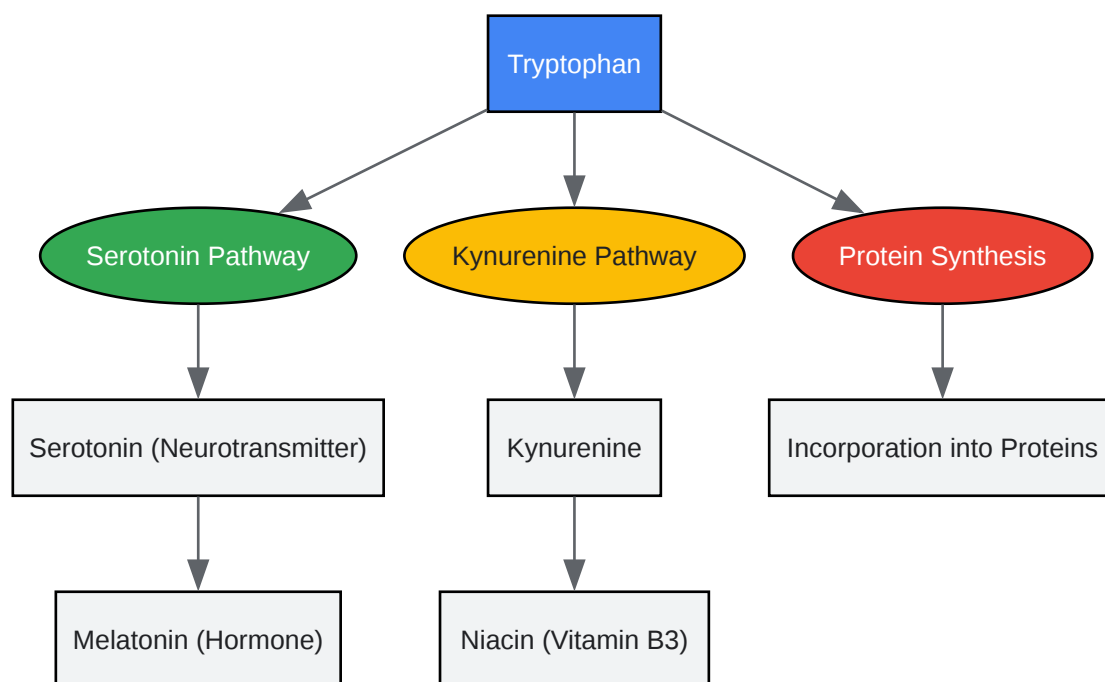 Tryptophan
Serotonin Pathway
Kynurenine Pathway
Protein Synthesis
Serotonin (Neurotransmitter)
Kynurenine
Incorporation into Proteins
Melatonin (Hormone)
Niacin (Vitamin B3)